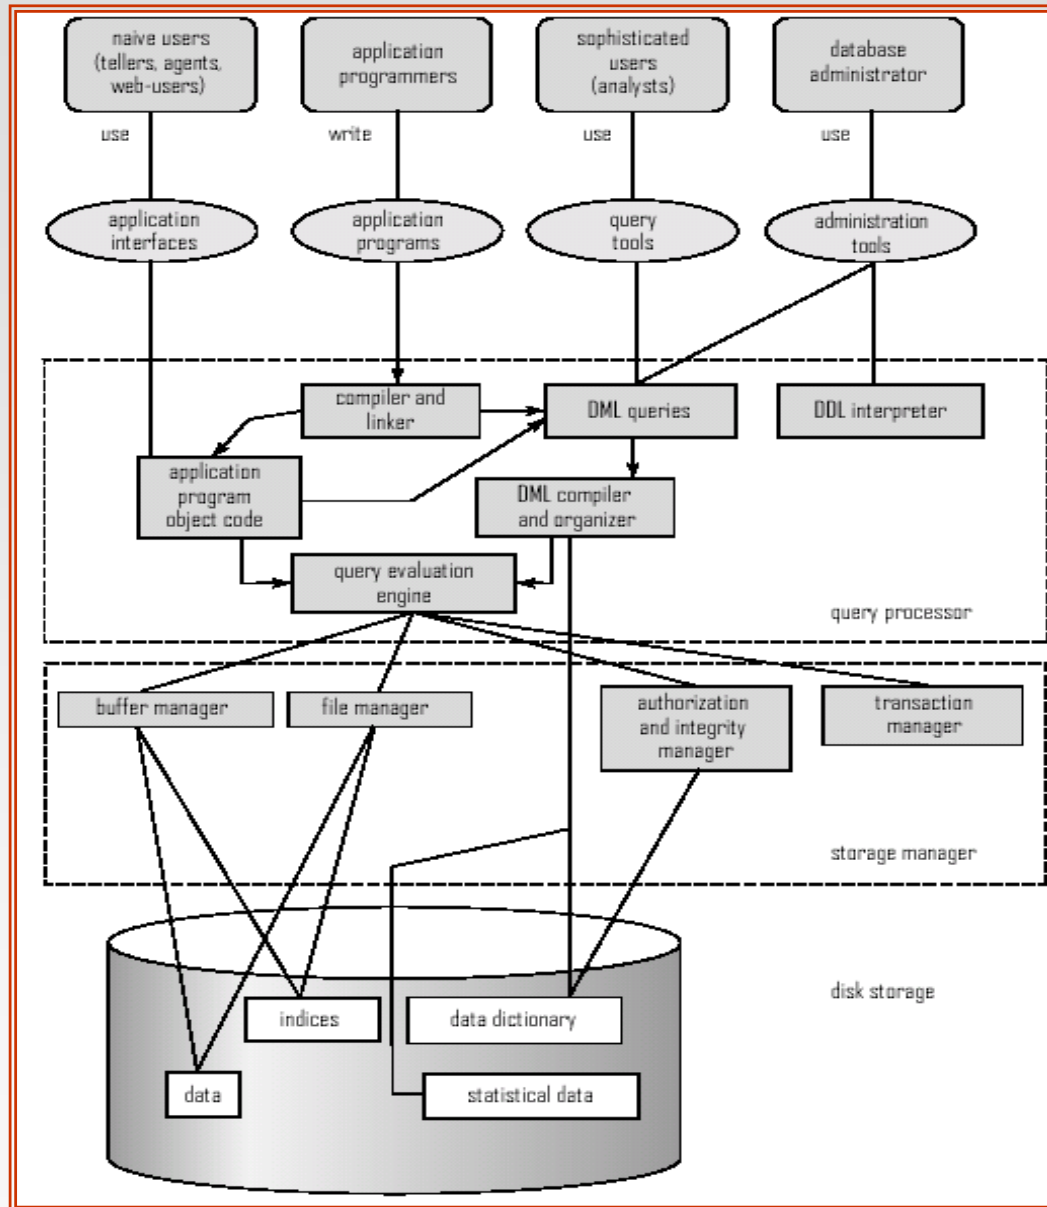 naive users
(tellers, agents,
web-users)
application
programmers
sophisticated
users
(analysts)
database
administrator
use
write
use
use
application
interfaces
application
programs
query
tools
administration
tools
compiler and
linker
DML queries
DDL interpreter
application
program
object code
DML compiler
and organizer
query evaluation
engine
query processor
buffer manager
file manager
authorization
and integrity
manager
transaction
manager
storage manager
disk storage
indices
data dictionary
data
statistical data